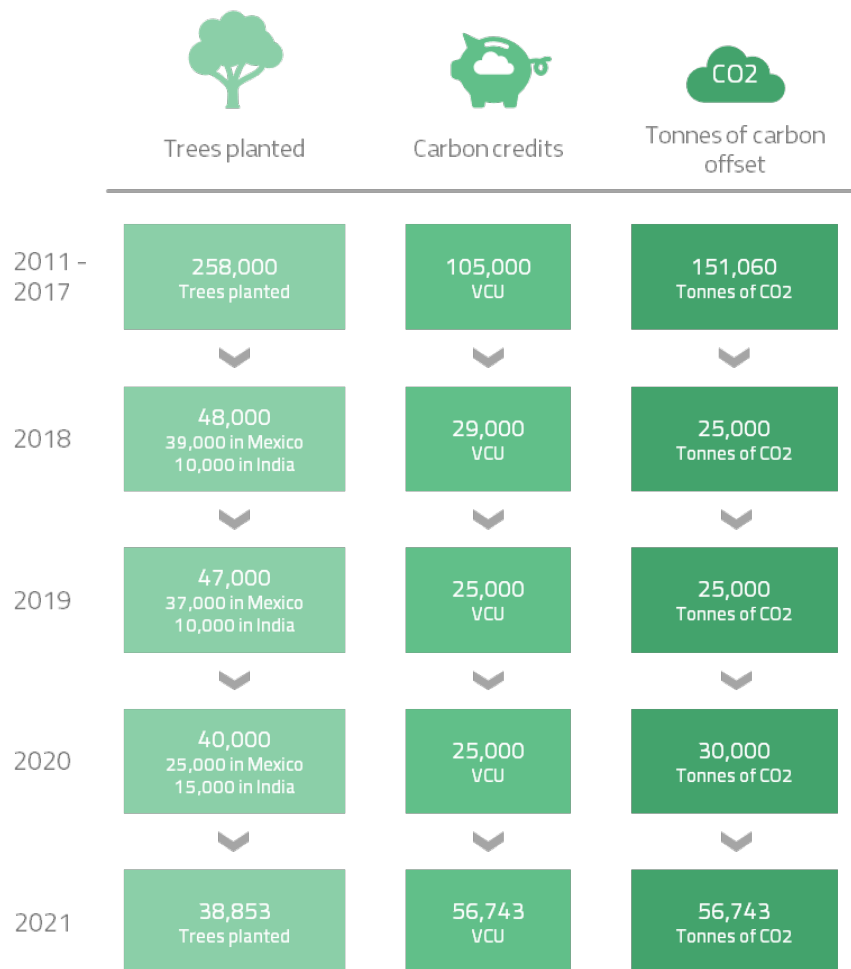 CO2
Trees planted
Carbon credits
Tonnes of carbon
offset
2011 -
2017
258,000
Trees planted
105,000
VCU
151,060
Tonnes of CO2
2018
48,000
39,000 in Mexico
10,000 in India
29,000
VCU
25,000
Tonnes of CO2
2019
47,000
37,000 in Mexico
10,000 in India
25,000
VCU
25,000
Tonnes of CO2
2020
40,000
25,000 in Mexico
15,000 in India
25,000
VCU
30,000
Tonnes of CO2
2021
38,853
Trees planted
56,743
VCU
56,743
Tonnes of CO2